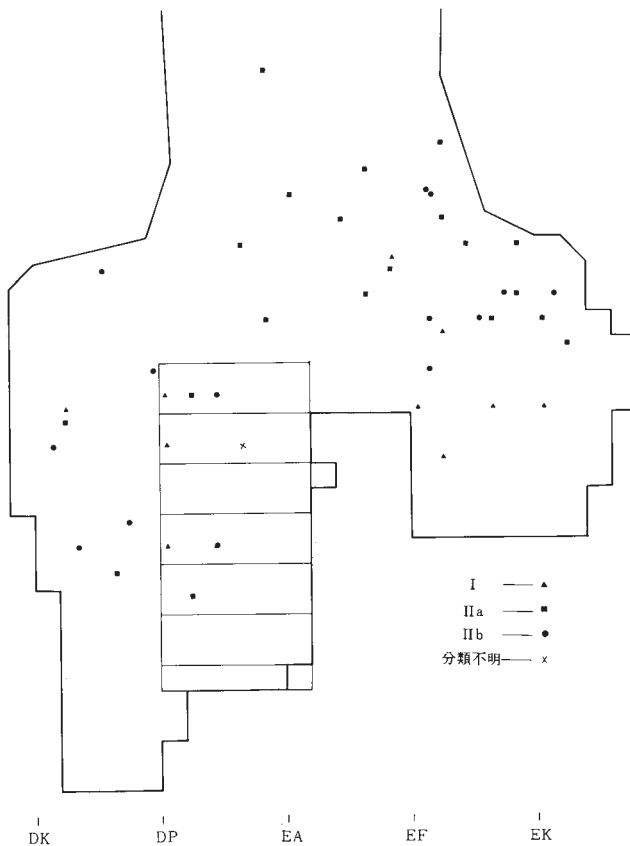 I —— ▲
IIa —— ■
IIb —— ●
分類不明 —— ×
DK DP EA EF EK